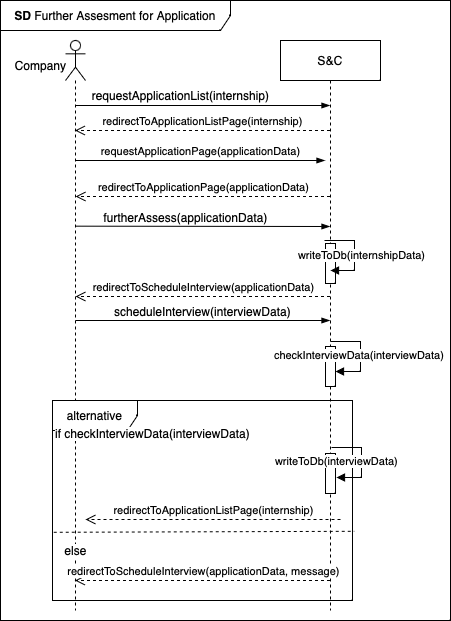 SD Further Assesment for Application
Company
S&C
requestApplicationList(internship)
redirectToApplicationListPage(internship)
requestApplicationPage(applicationData)
redirectToApplicationPage(applicationData)
furtherAssess(applicationData)
writeToDb(internshipData)
redirectToScheduleInterview(applicationData)
scheduleInterview(interviewData)
checkInterviewData(interviewData)
alternative
if checkInterviewData(interviewData)
writeToDb(interviewData)
redirectToApplicationListPage(internship)
else
redirectToScheduleInterview(applicationData, message)